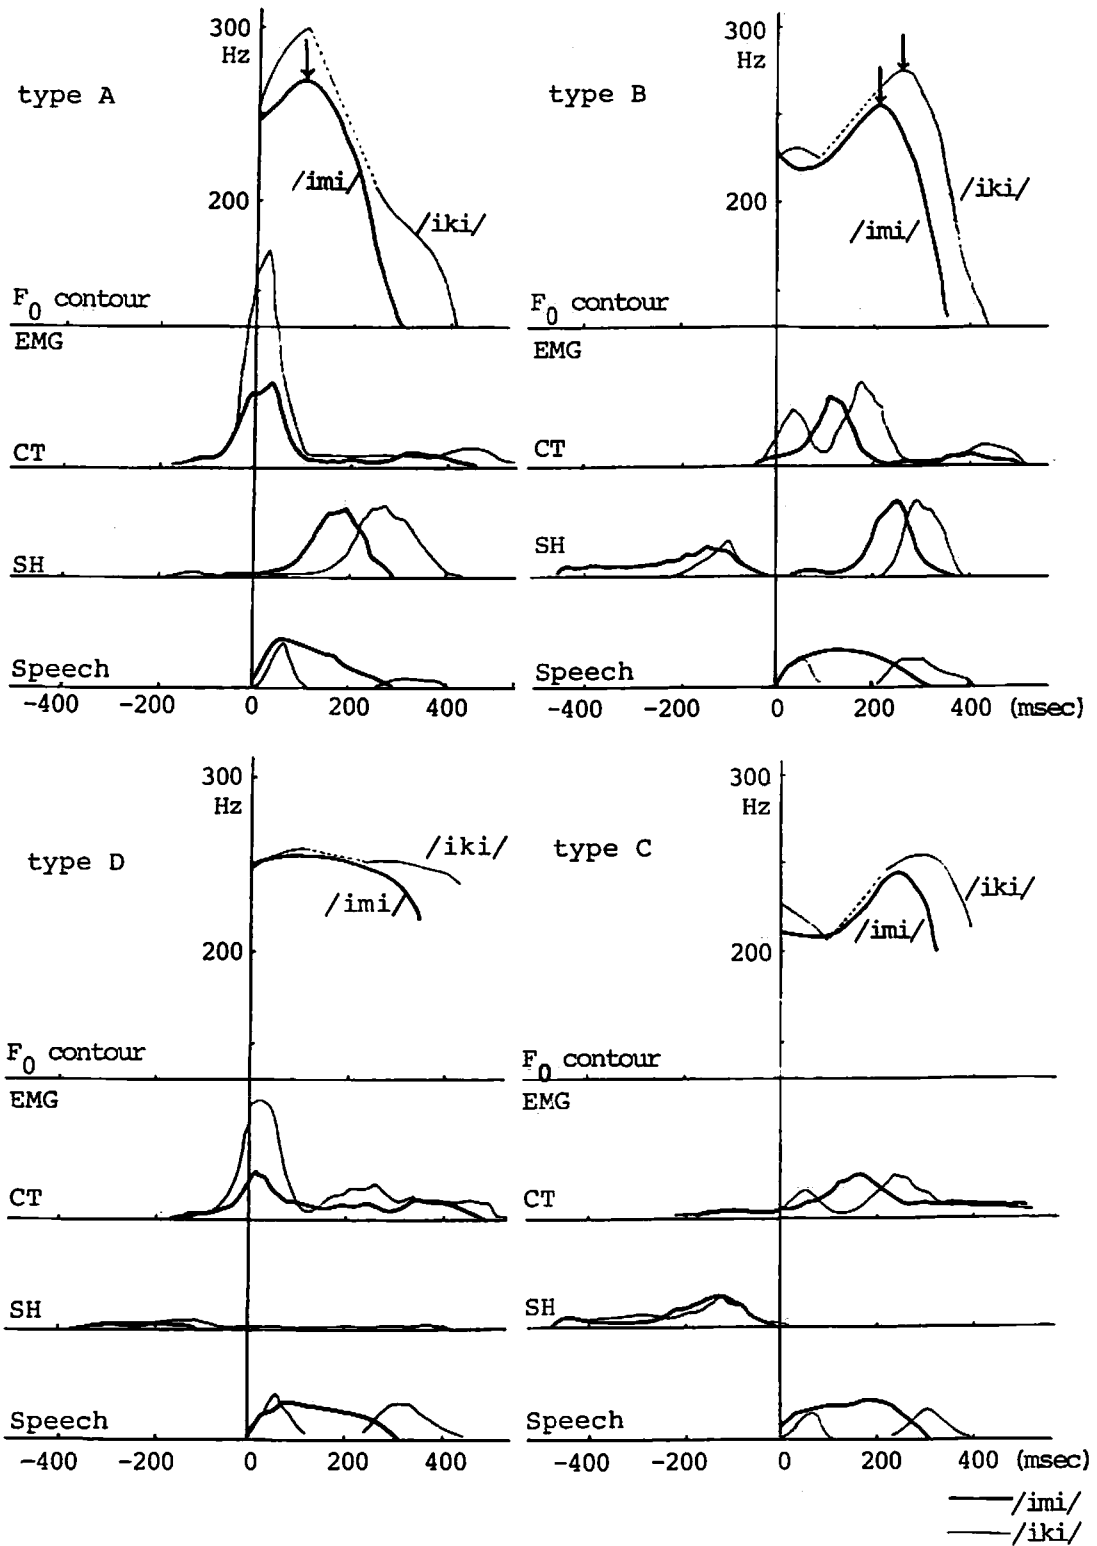 300
Hz
type A
/imi/
200
/iki/
F0 contour
EMG
CT
SH
Speech
-400 -200 0 200 400
300
Hz
type B
200
/iki/
/imi/
F0 contour
EMG
CT
SH
Speech
-400 -200 0 200 400 (msec)
300
Hz
type D
/iki/
/imi/
200
F0 contour
EMG
CT
SH
Speech
-400 -200 0 200 400
300
Hz
type C
/iki/
/imi/
200
F0 contour
EMG
CT
SH
Speech
-400 -200 0 200 400 (msec)
/imi/
/iki/